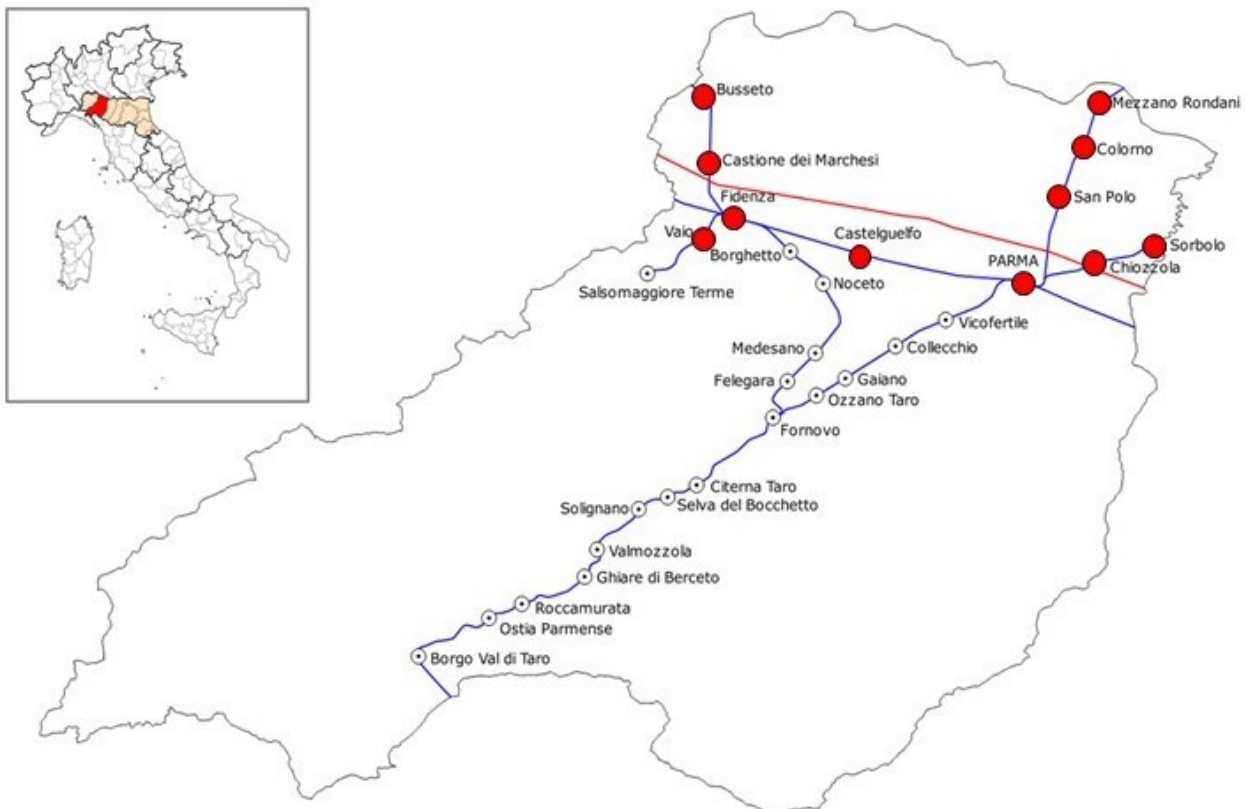 Busseto
Mezzano Rondani
Colorno
Castione dei Marchesi
San Polo
Fidenza
Vaio
Castelguelfo
Sorbolo
Borghetto
PARMA
Chiozzola
Noceto
Salsomaggiore Terme
Vicofertile
Medesano
Collecchio
Felegara
Gaiano
Ozzano Taro
Fornovo
Citerna Taro
Selva del Bocchetto
Solignano
Valmozzola
Ghiare di Berceto
Roccamurata
Ostia Parmense
Borgo Val di Taro